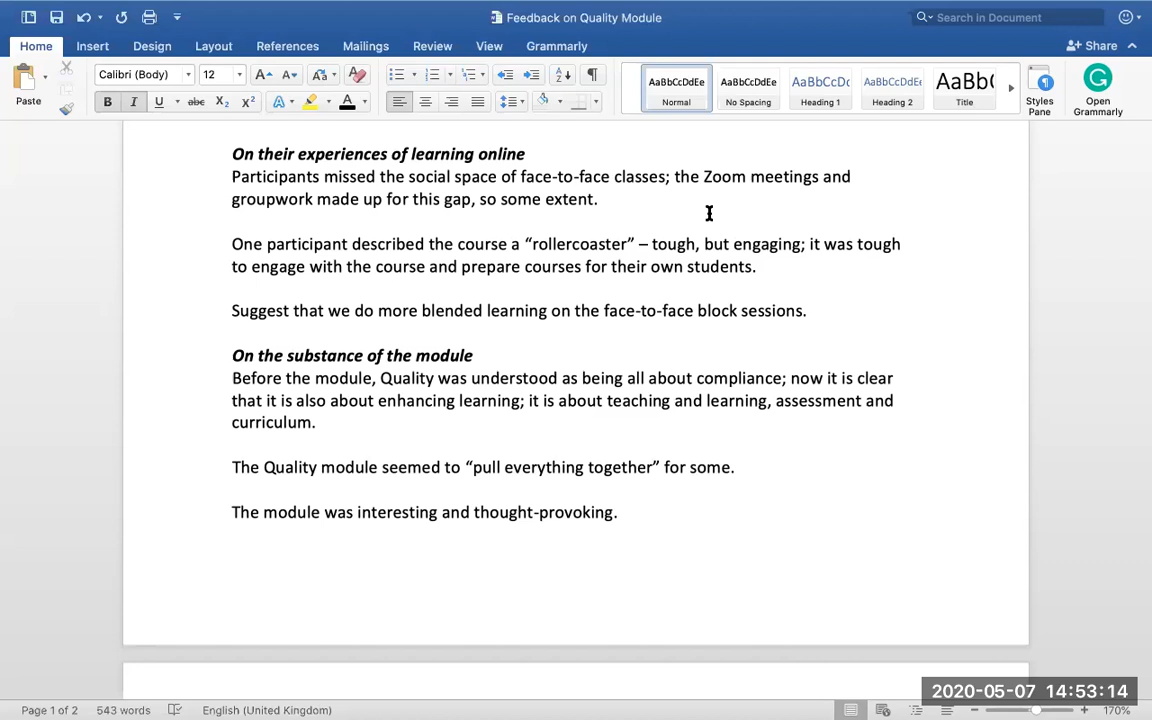 Feedback on Quality Module
Search in Document
Home Insert Design Layout References Mailings Review View Grammarly
Share
Calibri (Body) 12
Paste
B I U abc X₂ X² A A
AaBbCcDdEe AaBbCcDdEe AaBbCcDc AaBbCcDdEe AaBb(
Normal No Spacing Heading 1 Heading 2 Title
Styles Pane
Open Grammarly
On their experiences of learning online
Participants missed the social space of face-to-face classes; the Zoom meetings and
groupwork made up for this gap, so some extent.
One participant described the course a “rollercoaster” – tough, but engaging; it was tough
to engage with the course and prepare courses for their own students.
Suggest that we do more blended learning on the face-to-face block sessions.
On the substance of the module
Before the module, Quality was understood as being all about compliance; now it is clear
that it is also about enhancing learning; it is about teaching and learning, assessment and
curriculum.
The Quality module seemed to “pull everything together” for some.
The module was interesting and thought-provoking.
2020-05-07 14:53:14
Page 1 of 2 543 words English (United Kingdom) 170%